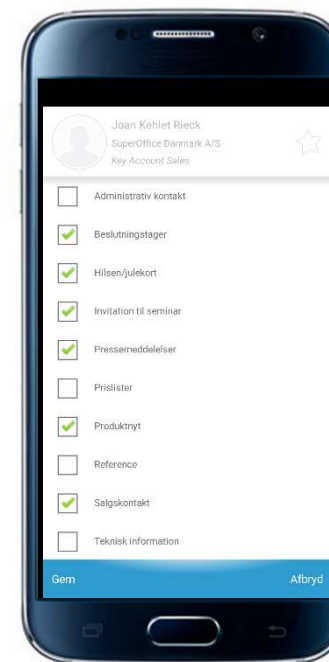 Joan Kehlet Rieck
SuperOffice Danmark A/S
Key Account Sales
Administrativ kontakt
Beslutningstager
Hilsen/julekort
Invitation til seminar
Pressemeddelelser
Prislister
Produktnyt
Reference
Salgskontakt
Teknisk information
Gem
Afbryd